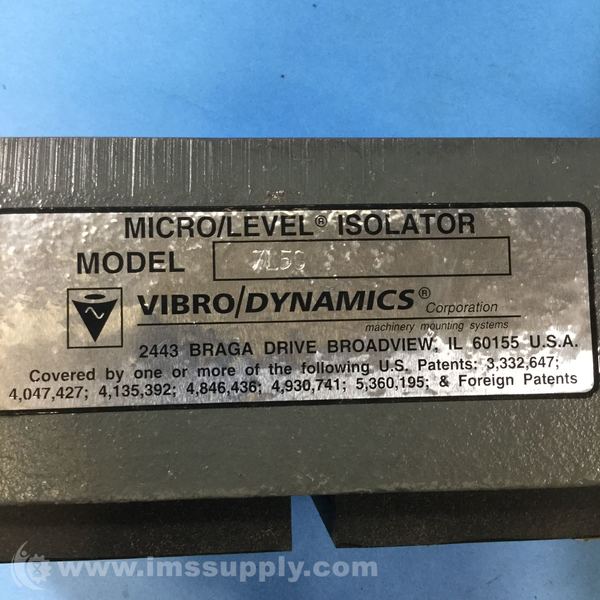 MICRO/LEVEL® ISOLATOR
MODEL
VIBRO/DYNAMICS® Corporation
machinery mounting systems
2443 BRAGA DRIVE BROADVIEW, IL 60155 U.S.A.
Covered by one or more of the following U.S. Patents: 3,332,647;
4,047,427; 4,135,392; 4,846,436; 4,930,741; 5,360,195; & Foreign Patents
www.imssupply.com